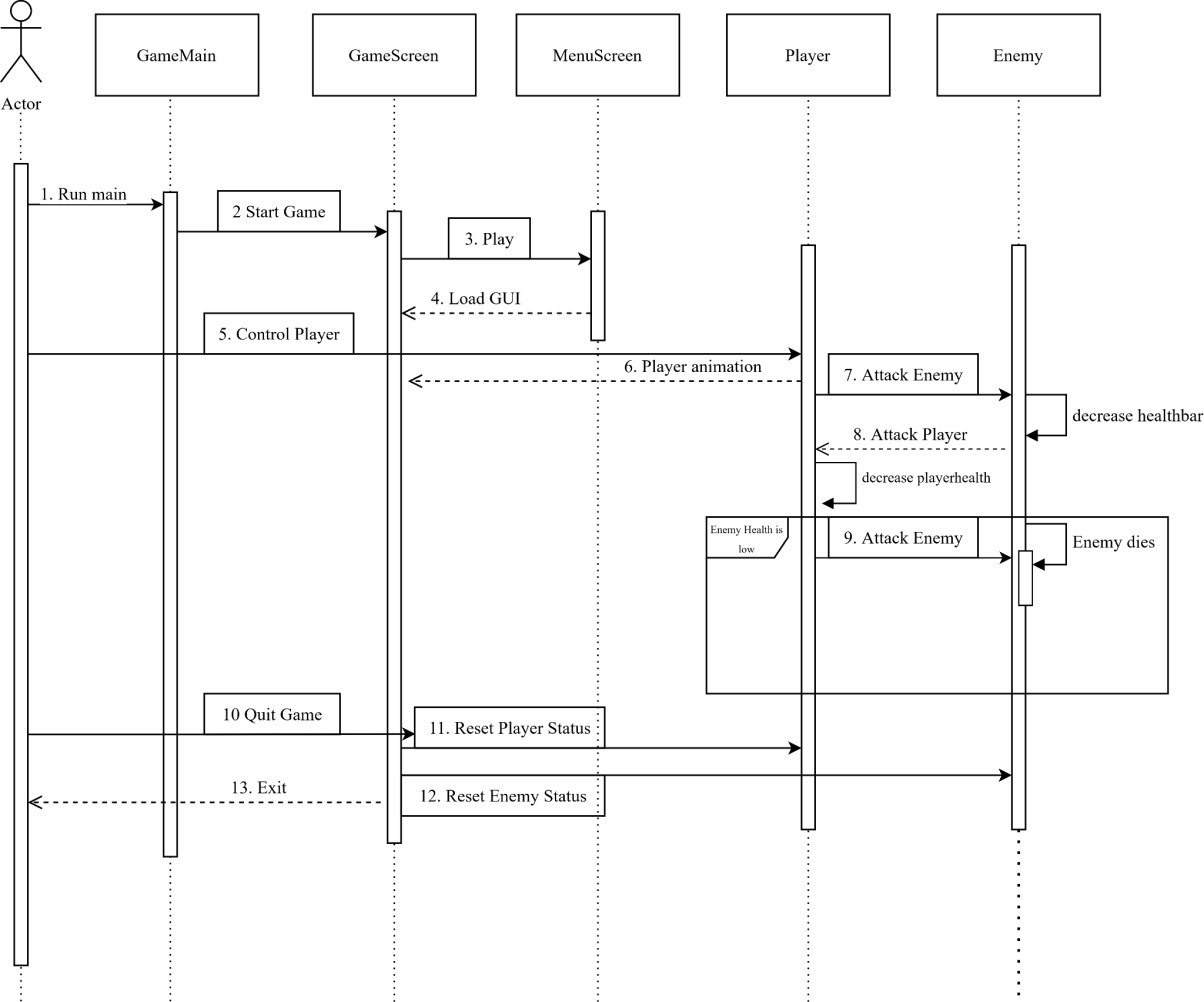 Actor
GameMain
GameScreen
MenuScreen
Player
Enemy
1. Run main
2 Start Game
3. Play
4. Load GUI
5. Control Player
6. Player animation
7. Attack Enemy
decrease healthbar
8. Attack Player
decrease playerhealth
Enemy Health is
low
9. Attack Enemy
Enemy dies
10 Quit Game
11. Reset Player Status
13. Exit
12. Reset Enemy Status